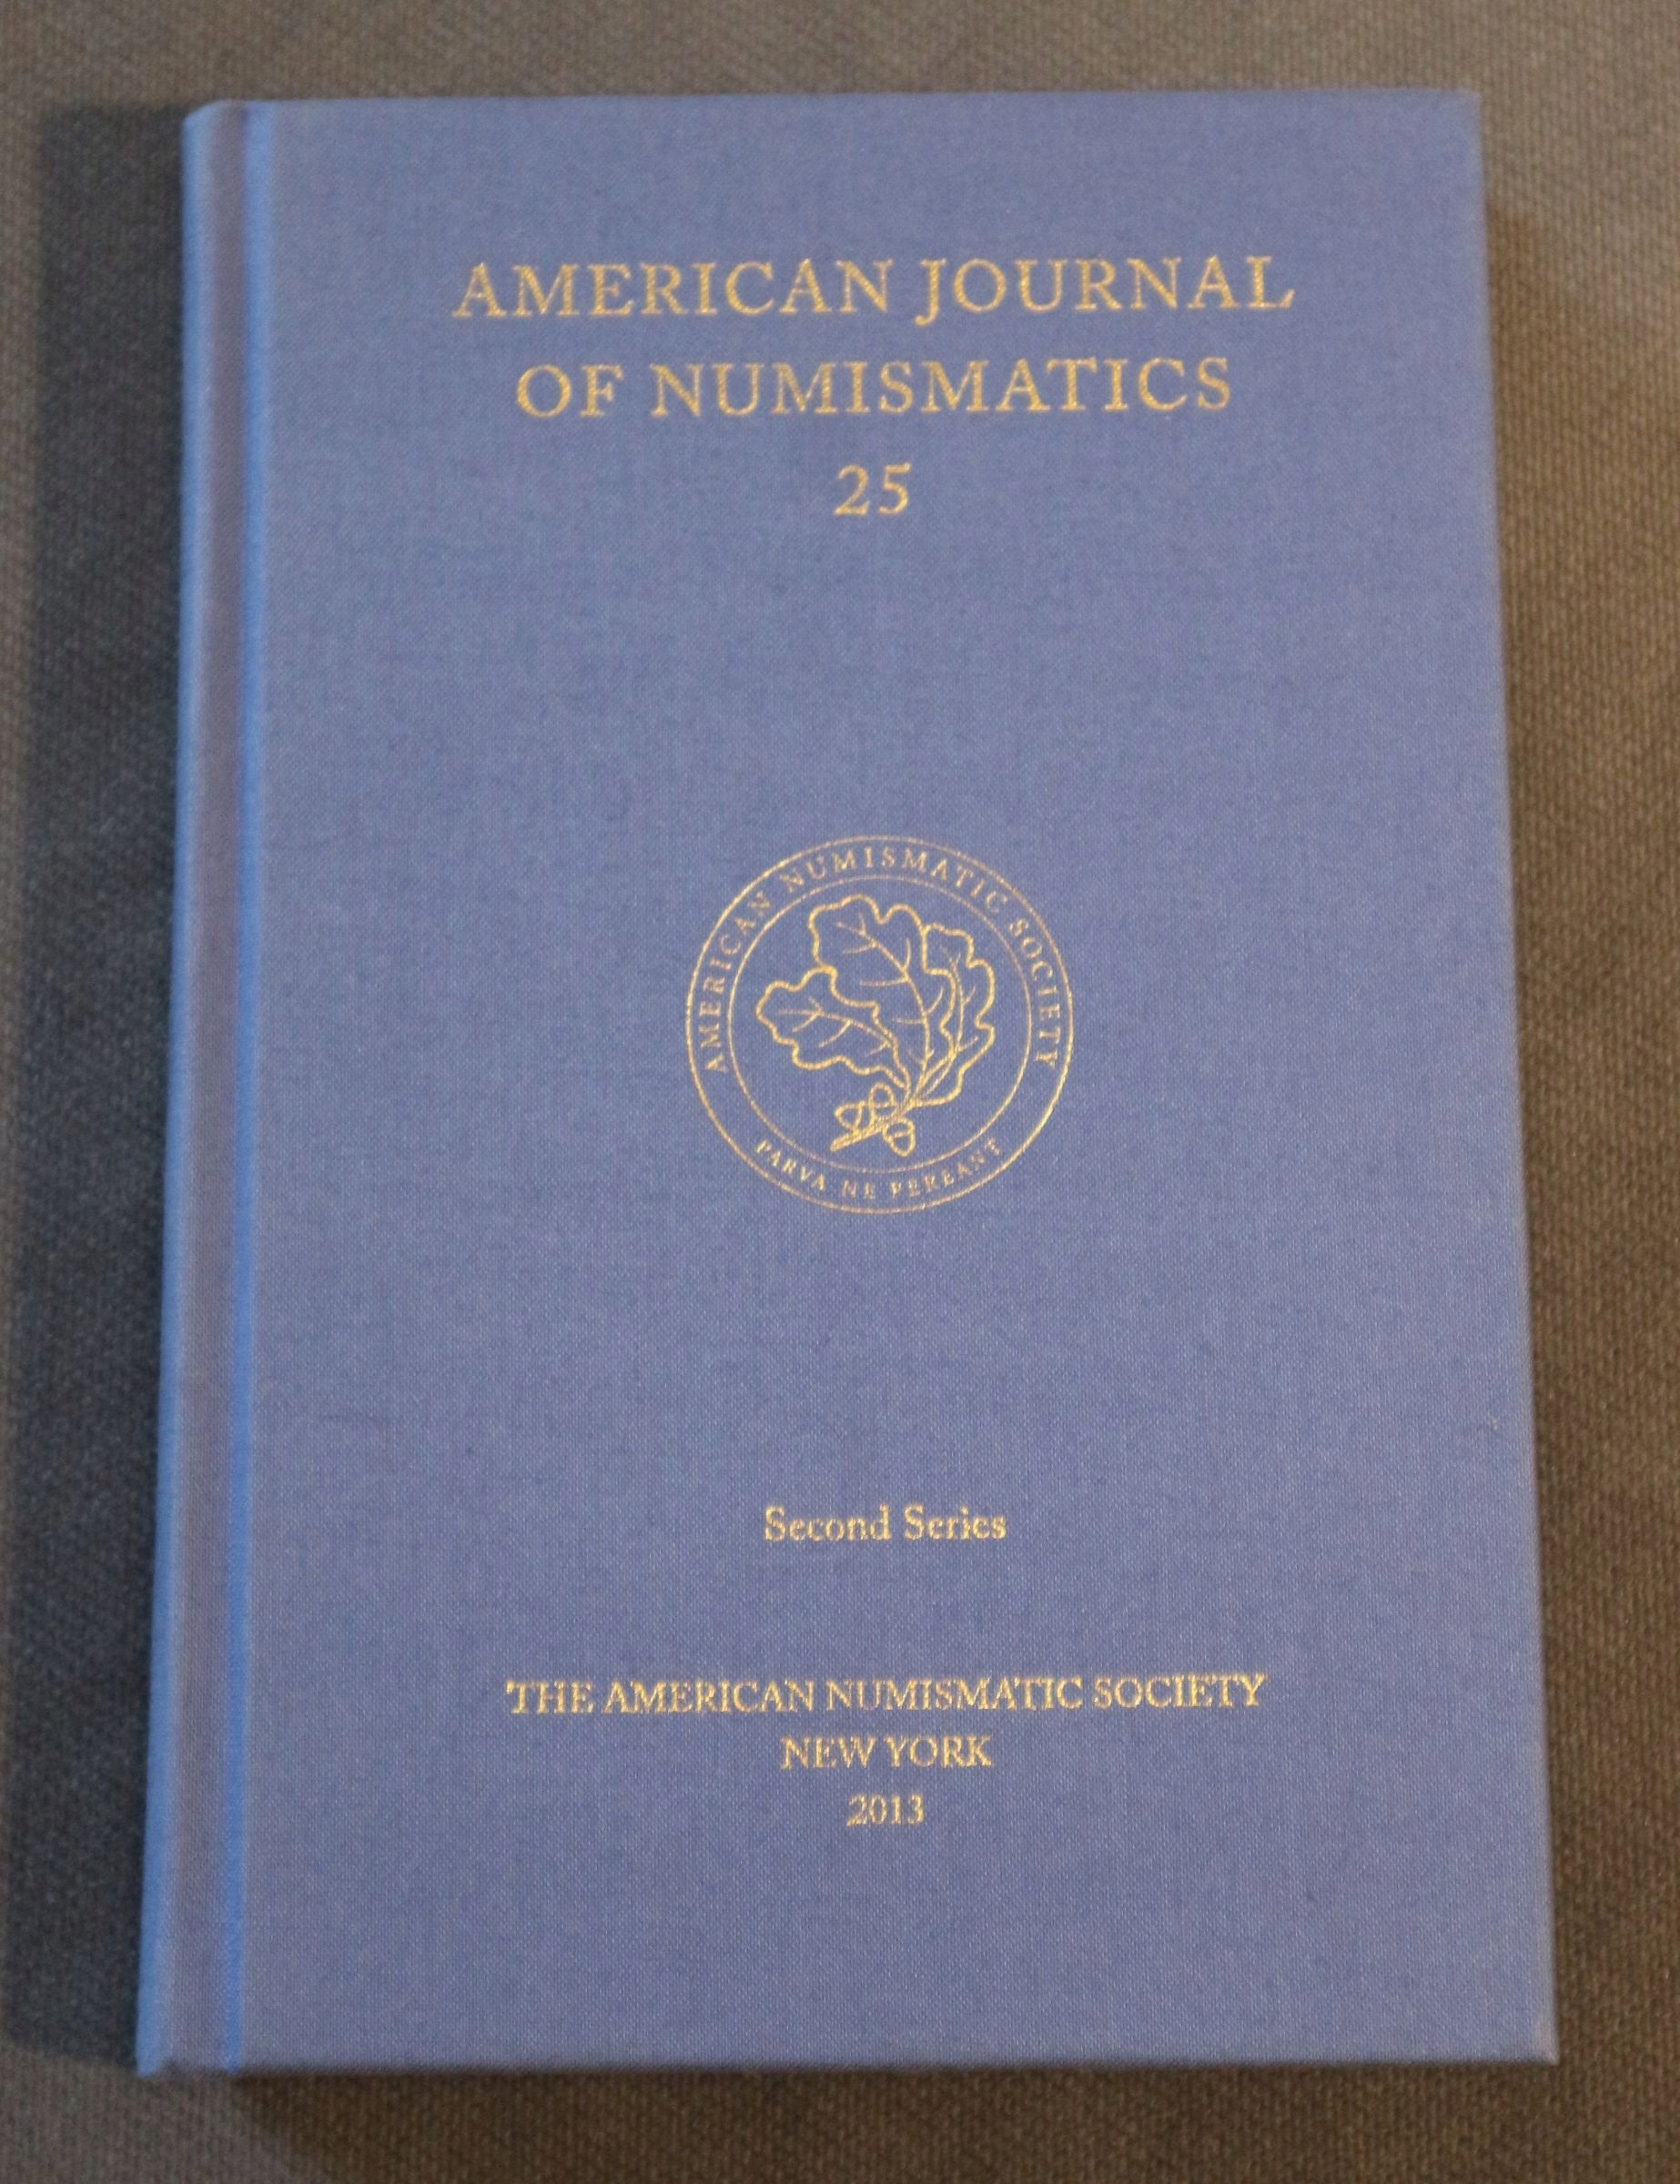 AMERICAN JOURNAL
OF NUMISMATICS
25
AMERICAN NUMISMATIC SOCIETY
PARVA NE PEREANT
Second Series
THE AMERICAN NUMISMATIC SOCIETY
NEW YORK
2013